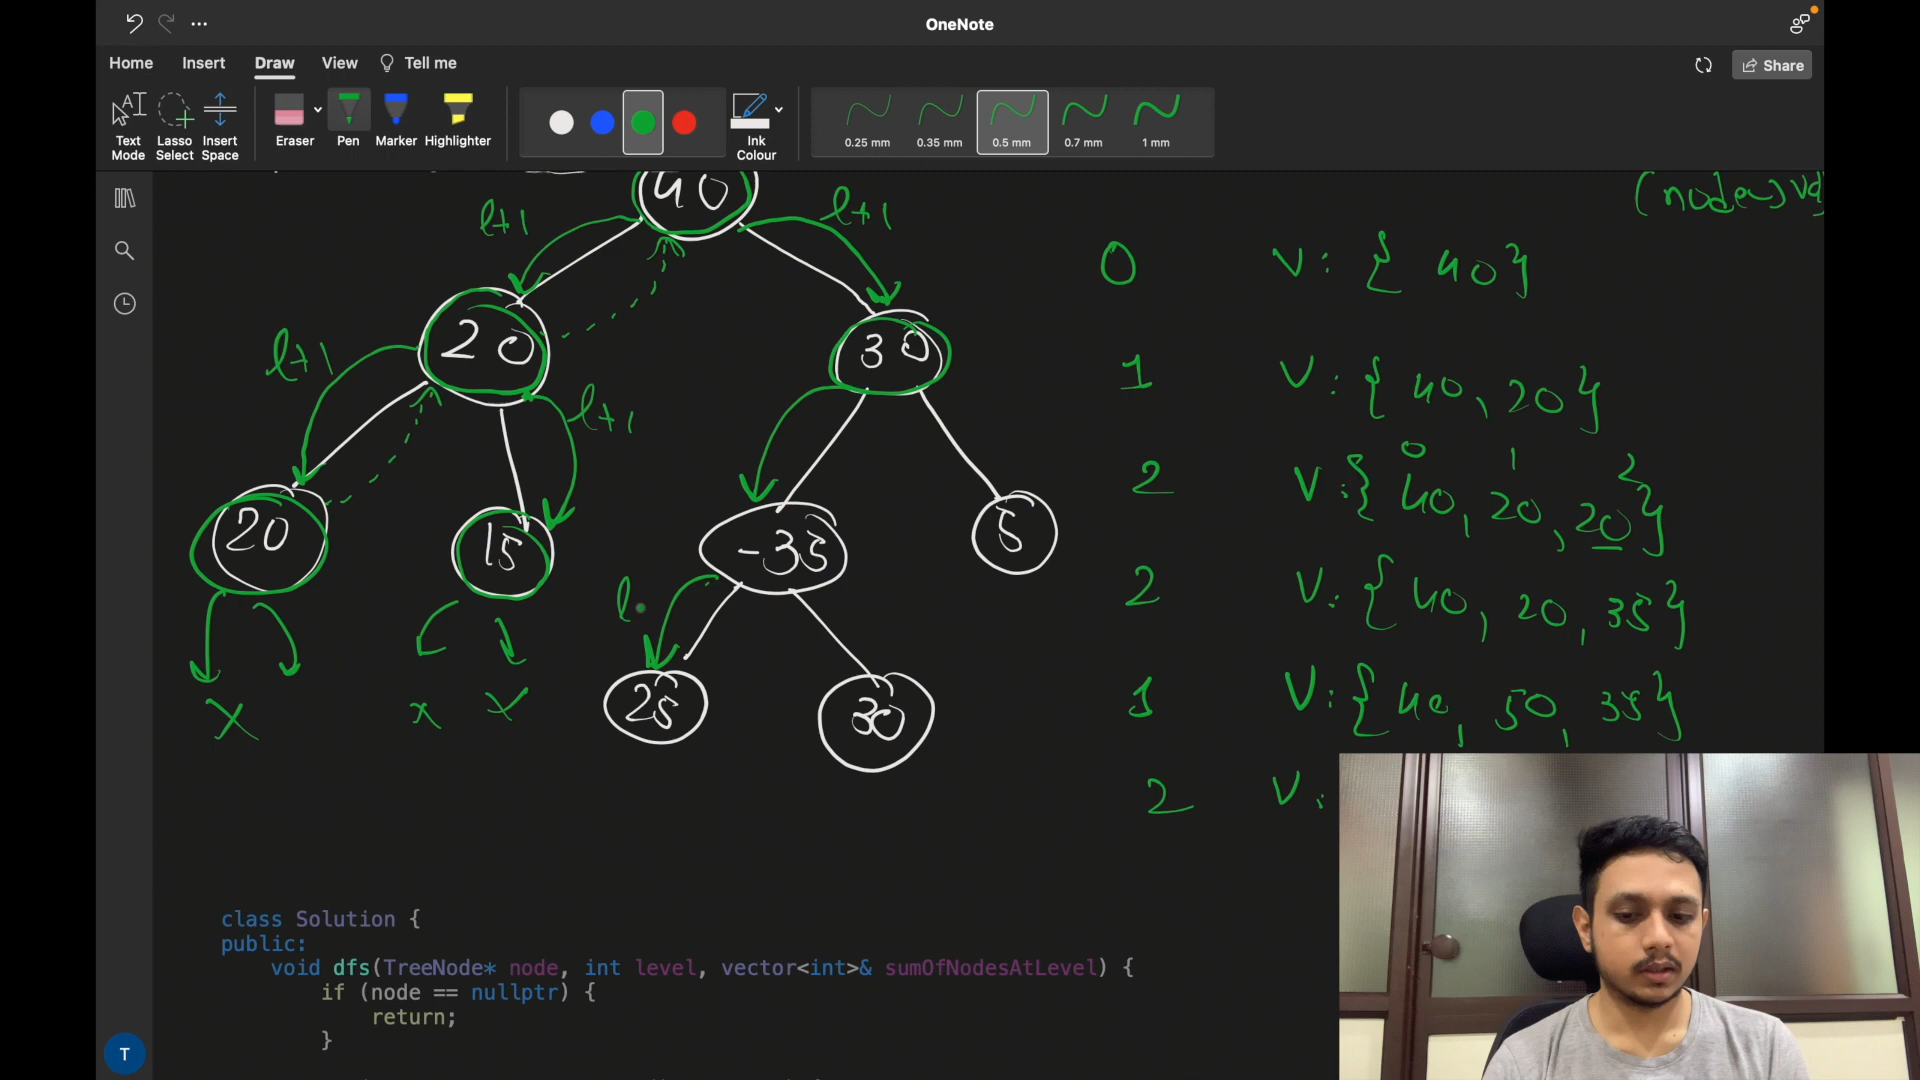 OneNote
Home Insert Draw View Tell me
Share
Text Mode
Lasso Select
Insert Space
Eraser
Pen
Marker
Highlighter
Ink Colour
0.25 mm
0.35 mm
0.5 mm
0.7 mm
1 mm
40
l+1
l+1
20
30
l+1
l+1
20
15
-35
5
l
25
30
x
x x
0 V: { 40}
1 V: { 40, 20}
0 1 2
2 V: { 40, 20, 20}
2 V: { 40, 20, 35}
1 V: { 40, 50, 35}
2 V:
class Solution {
public:
void dfs(TreeNode* node, int level, vector<int>& sumOfNodesAtLevel) {
if (node == nullptr) {
return;
}
T